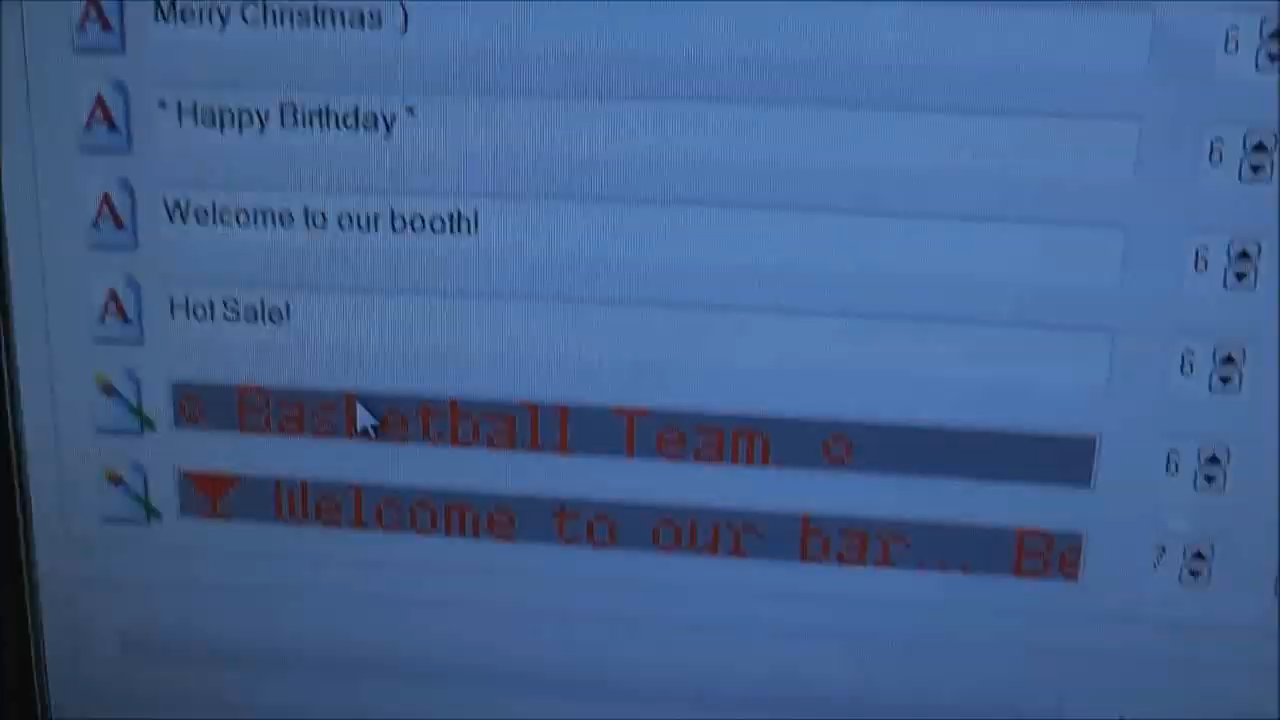 A Merry Christmas ) 6
A * Happy Birthday * 6
A Welcome to our booth! 6
A Hot Sale! 6
Basketball Team 6
Welcome to our bar... Be 7